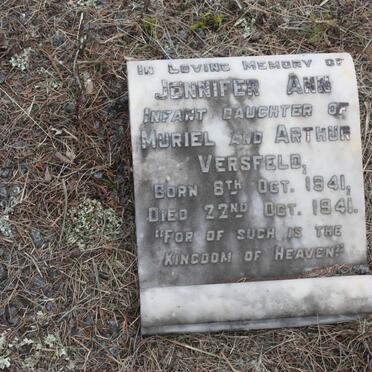 IN LOVING MEMORY OF
JENNIFER ANN
INFANT DAUGHTER OF
MURIEL AND ARTHUR
VERSFELD,
BORN 8TH OCT. 1941,
DIED 22ND OCT. 1941.
"FOR OF SUCH IS THE
KINGDOM OF HEAVEN"